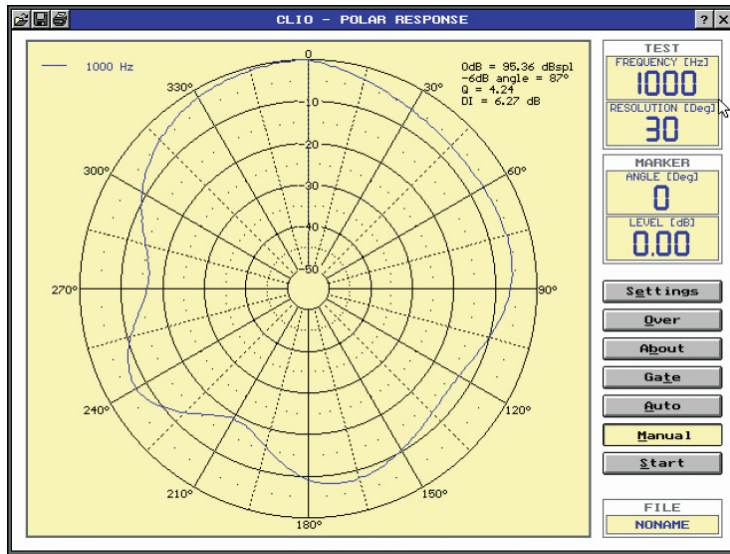 CLIO - POLAR RESPONSE
? ×
1000 Hz
0dB = 95.36 dBspl
-6dB angle = 87°
Q = 4.24
DI = 6.27 dB
0
30°
60°
90°
120°
150°
180°
210°
240°
270°
300°
330°
-10
-20
-30
-40
-50
TEST
FREQUENCY [Hz]
1000
RESOLUTION [Deg]
30
MARKER
ANGLE [Deg]
0
LEVEL [dB]
0.00
Settings
Over
About
Gate
Auto
Manual
Start
FILE
NONAME